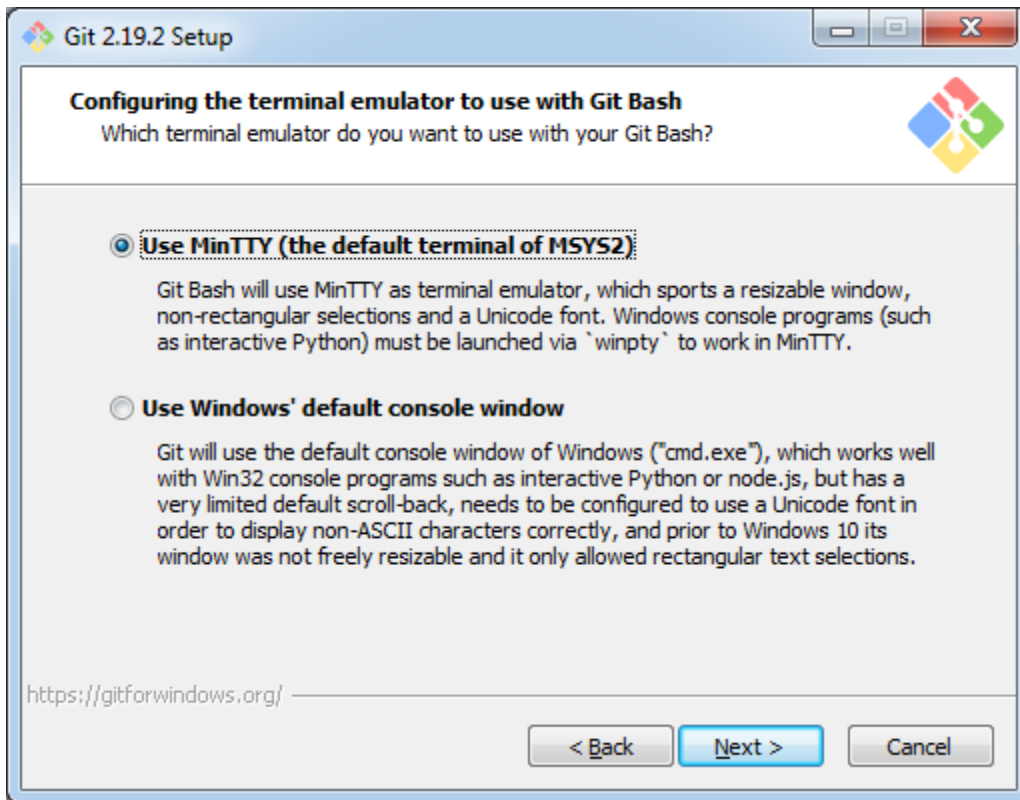 Git 2.19.2 Setup
Configuring the terminal emulator to use with Git Bash
Which terminal emulator do you want to use with your Git Bash?
Use MinTTY (the default terminal of MSYS2)
Git Bash will use MinTTY as terminal emulator, which sports a resizable window,
non-rectangular selections and a Unicode font. Windows console programs (such
as interactive Python) must be launched via `winpty` to work in MinTTY.
Use Windows' default console window
Git will use the default console window of Windows ("cmd.exe"), which works well
with Win32 console programs such as interactive Python or node.js, but has a
very limited default scroll-back, needs to be configured to use a Unicode font in
order to display non-ASCII characters correctly, and prior to Windows 10 its
window was not freely resizable and it only allowed rectangular text selections.
https://gitforwindows.org/
< Back Next > Cancel